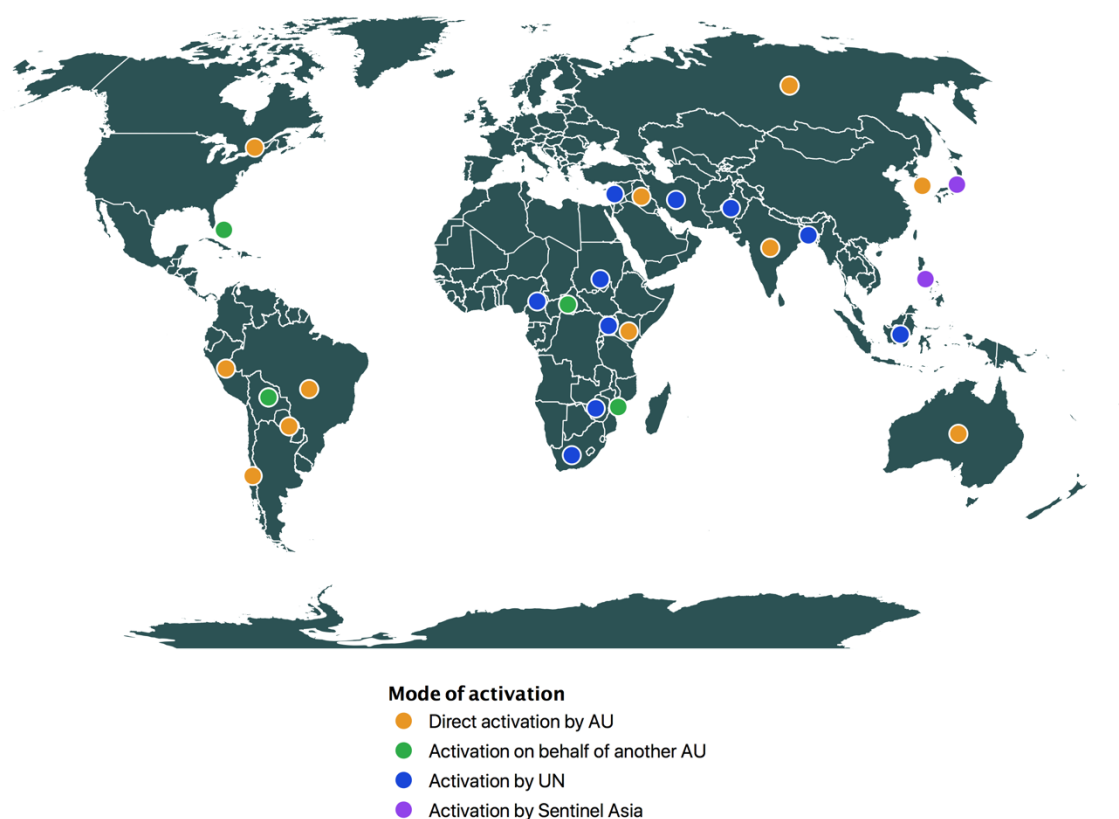 Mode of activation
Direct activation by AU
Activation on behalf of another AU
Activation by UN
Activation by Sentinel Asia